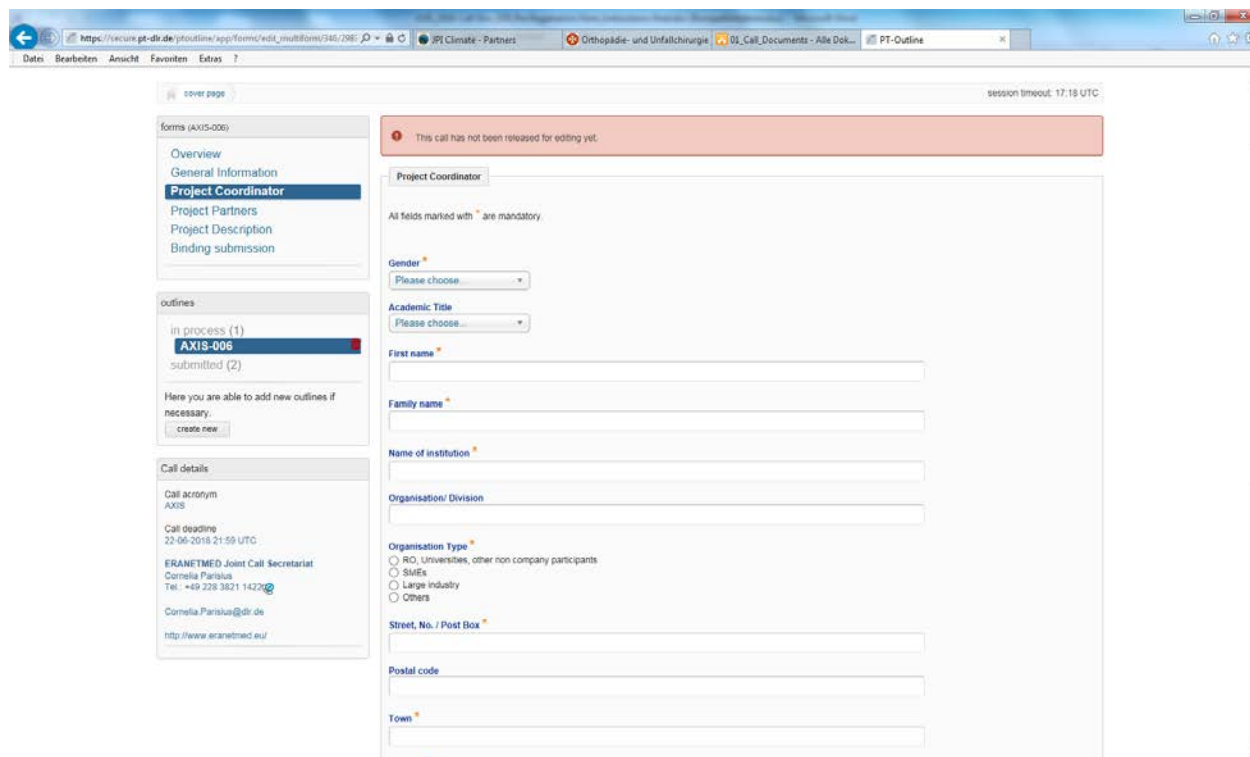 https://secure.pt-dlr.de/ptoutline/app/forms/edit_multiforms/346/298
JPI Climate - Partners
Orthopädie- und Unfallchirurgie
01_Call_Documents - Alle Dok...
PT-Outline
Datei Bearbeiten Ansicht Favoriten Extras ?
cover page
session timeout: 17:18 UTC
forms (AXIS-006)
Overview
General Information
Project Coordinator
Project Partners
Project Description
Binding submission
outlines
in process (1)
AXIS-006
submitted (2)
Here you are able to add new outlines if
necessary.
create new
Call details
Call acronym
AXIS
Call deadline
22-06-2018 21:59 UTC
ERANETMED Joint Call Secretariat
Cornelia Parisius
Tel.: +49 228 3821 1422
Cornelia.Parisius@dlr.de
http://www.eranetmed.eu/
This call has not been released for editing yet.
Project Coordinator
All fields marked with * are mandatory.
Gender *
Please choose...
Academic Title
Please choose...
First name *
Family name *
Name of institution *
Organisation/ Division
Organisation Type *
RO, Universities, other non company participants
SMEs
Large industry
Others
Street, No. / Post Box *
Postal code
Town *